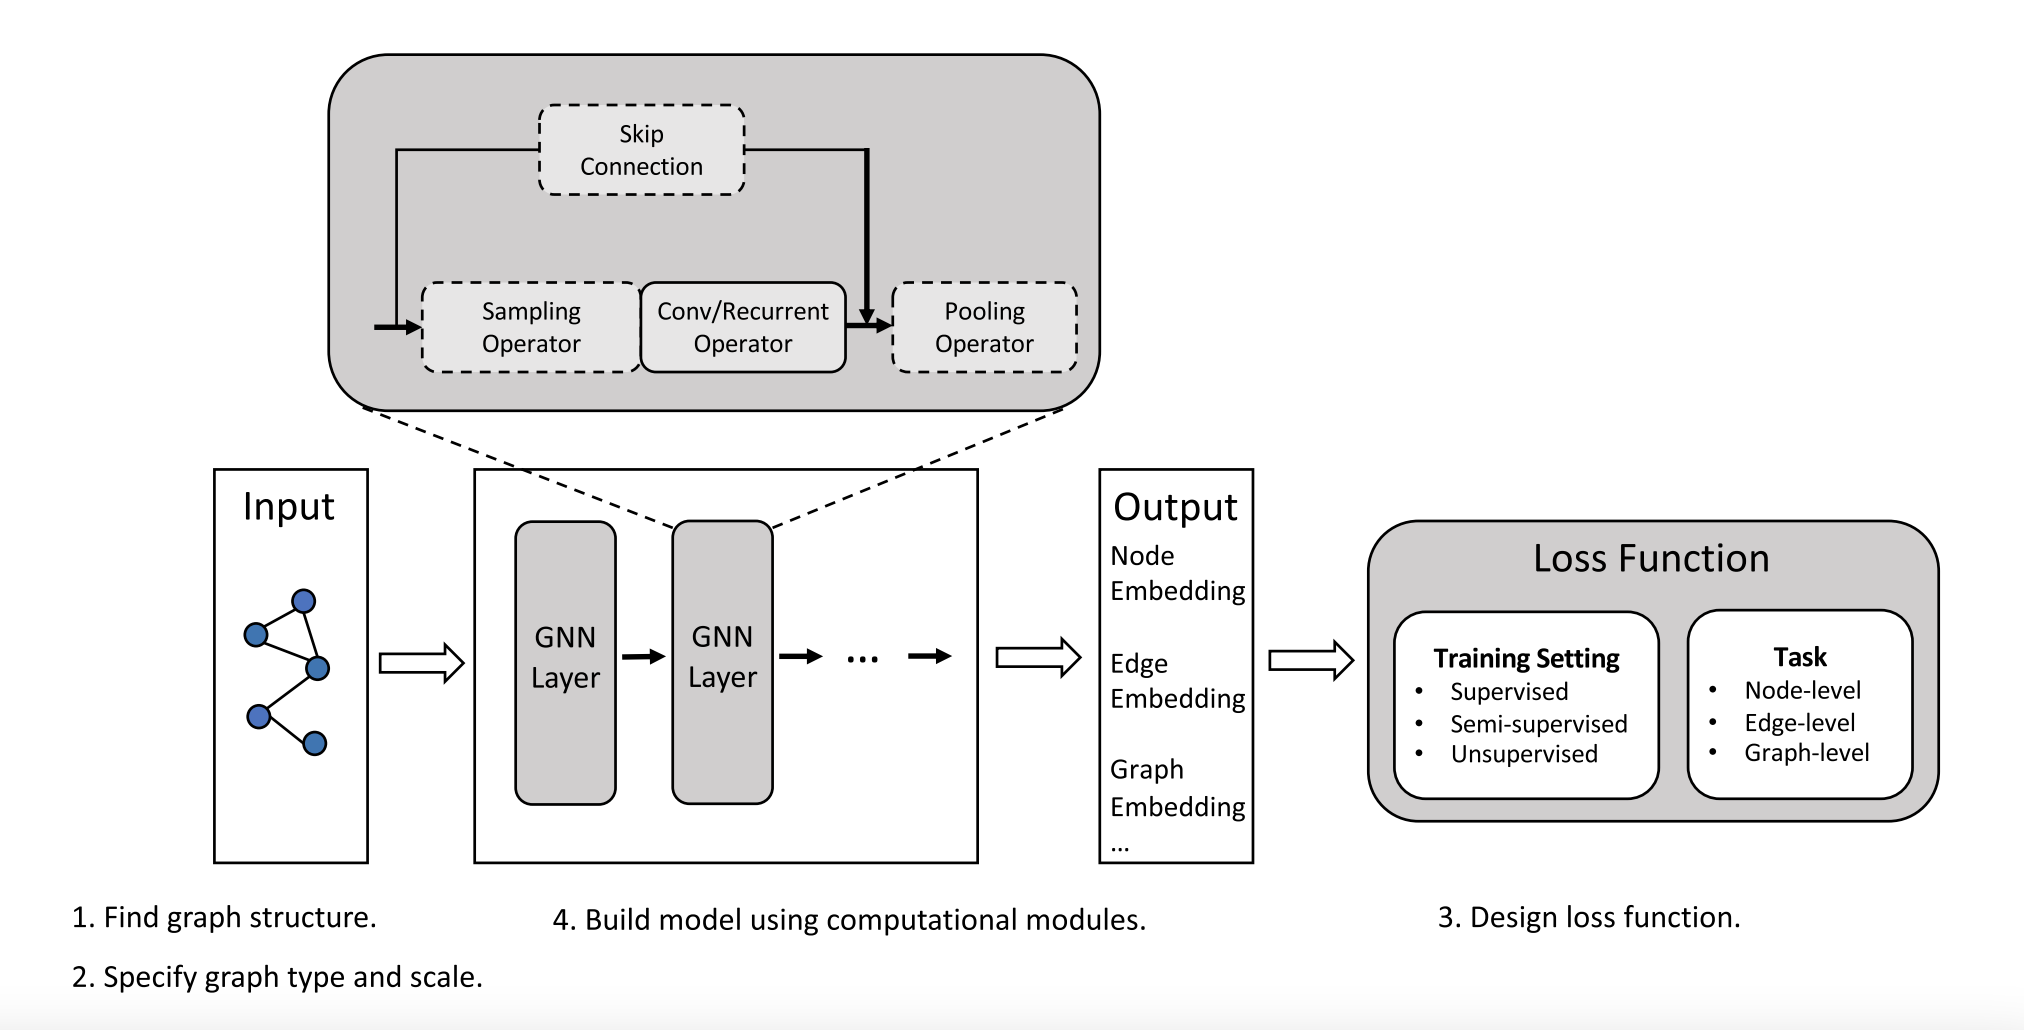 Skip
Connection
Sampling
Operator
Conv/Recurrent
Operator
Pooling
Operator
Input
GNN
Layer
GNN
Layer
...
Output
Node
Embedding
Edge
Embedding
Graph
Embedding
...
Loss Function
Training Setting
• Supervised
• Semi-supervised
• Unsupervised
Task
• Node-level
• Edge-level
• Graph-level
1. Find graph structure.
2. Specify graph type and scale.
4. Build model using computational modules.
3. Design loss function.